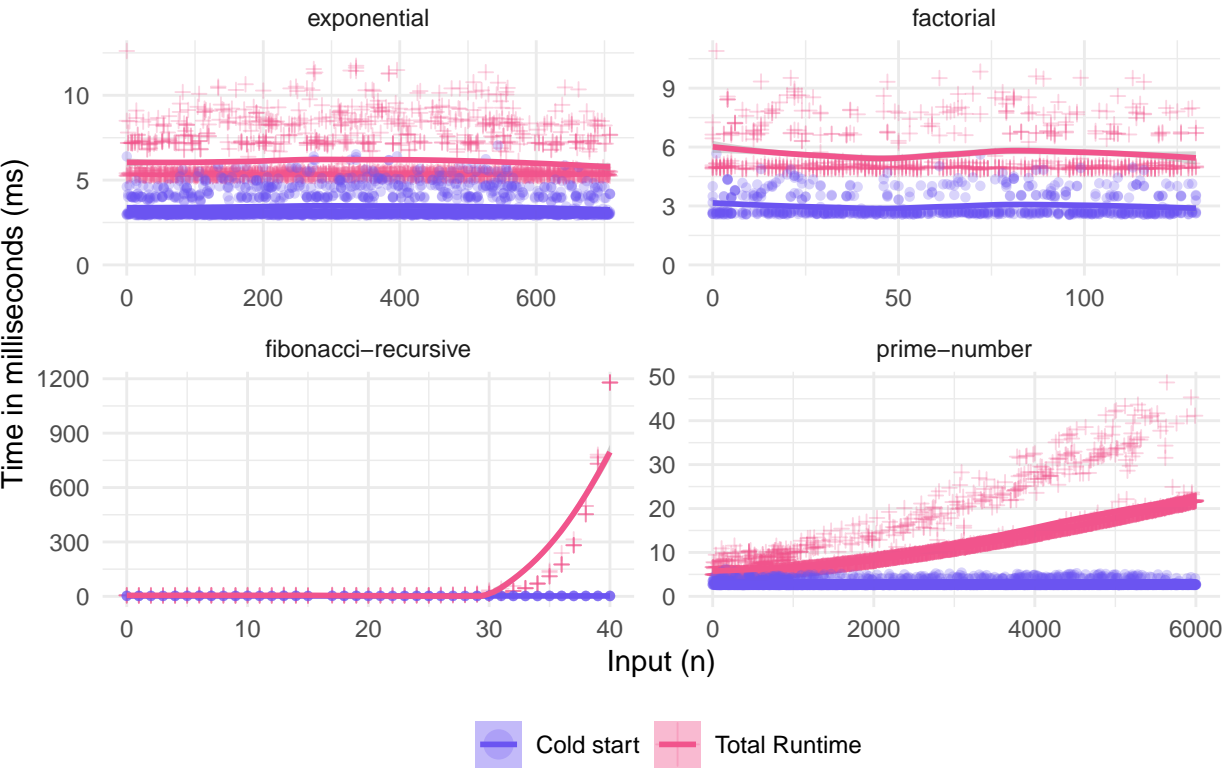 exponential
factorial
Time in milliseconds (ms)
10
5
0
0 200 400 600
9
6
3
0
0 50 100
fibonacci−recursive
prime−number
1200
900
600
300
0
0 10 20 30 40
50
40
30
20
10
0
0 2000 4000 6000
Input (n)
Cold start Total Runtime